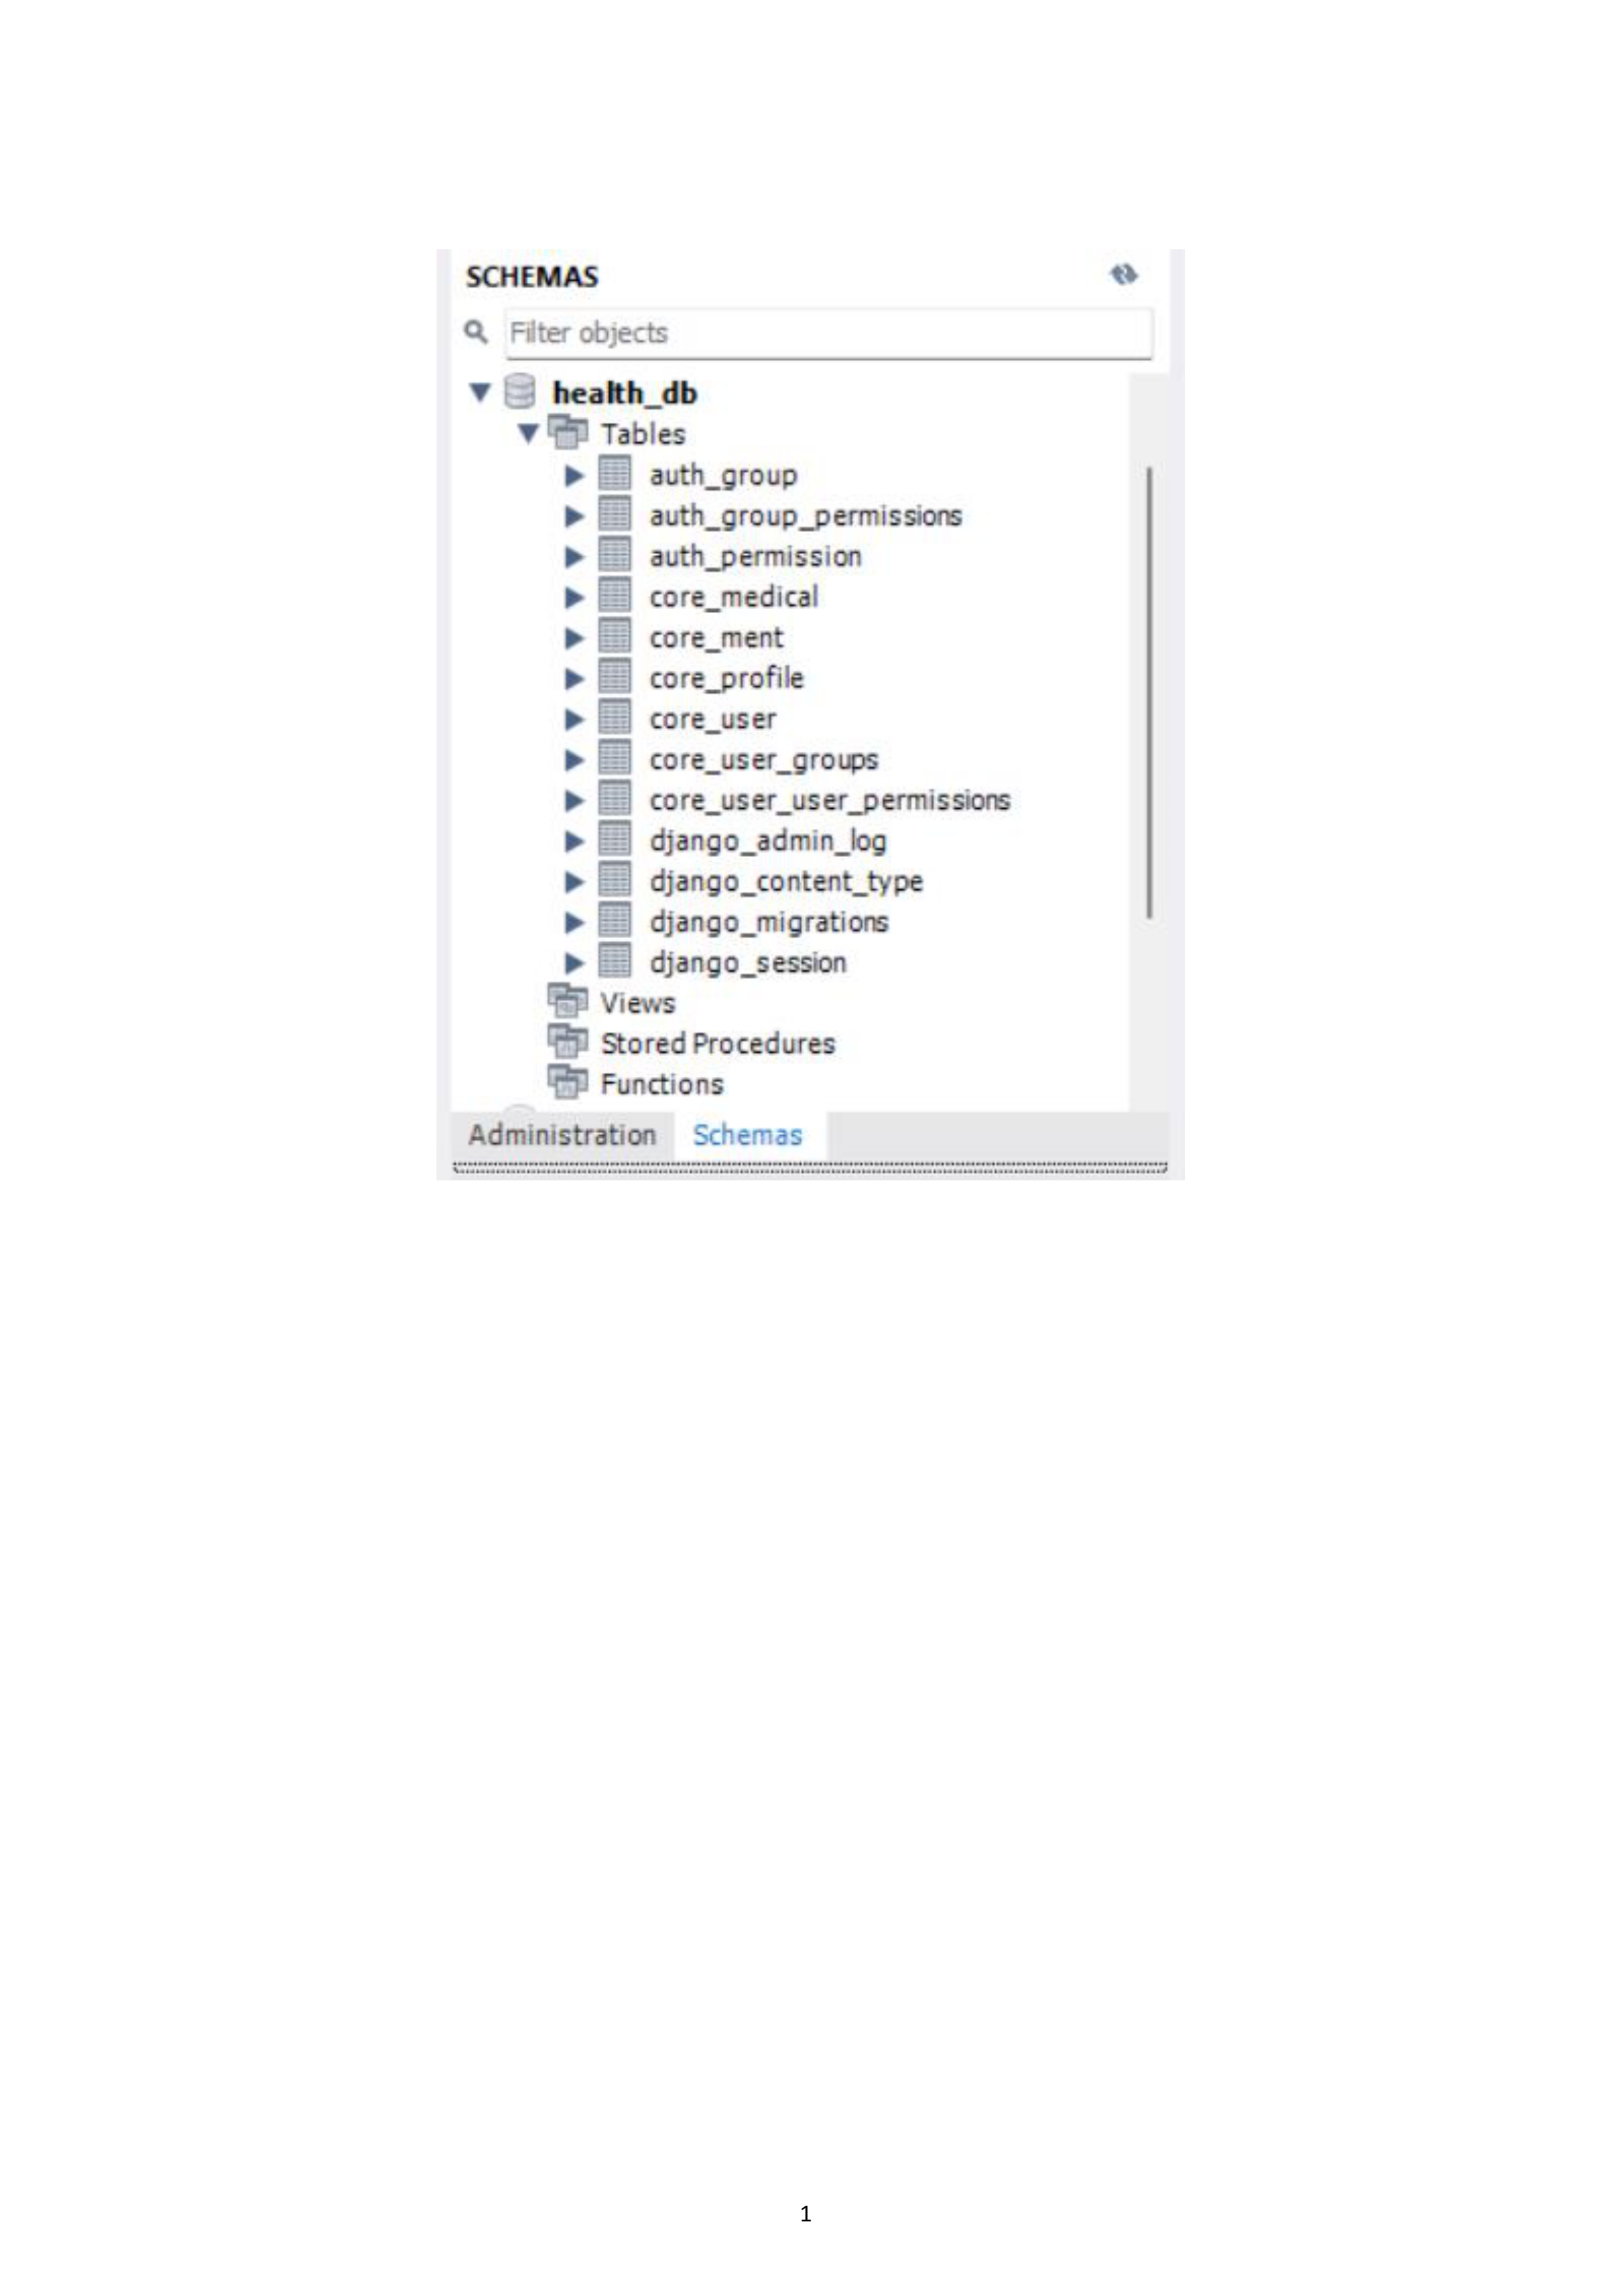 SCHEMAS
Filter objects
health_db
Tables
auth_group
auth_group_permissions
auth_permission
core_medical
core_ment
core_profile
core_user
core_user_groups
core_user_user_permissions
django_admin_log
django_content_type
django_migrations
django_session
Views
Stored Procedures
Functions
Administration Schemas
1